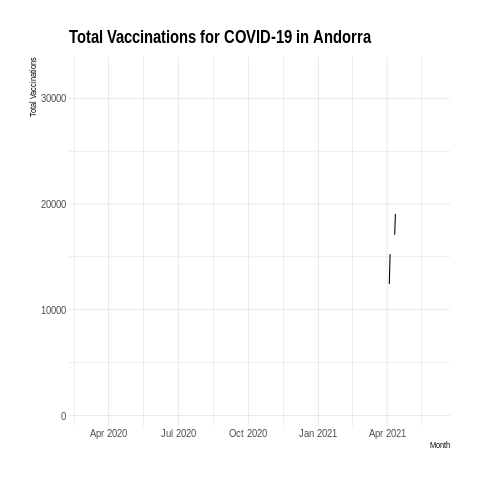 Total Vaccinations for COVID-19 in Andorra
Total Vaccinations
30000
20000
10000
0
Apr 2020 Jul 2020 Oct 2020 Jan 2021 Apr 2021
Month